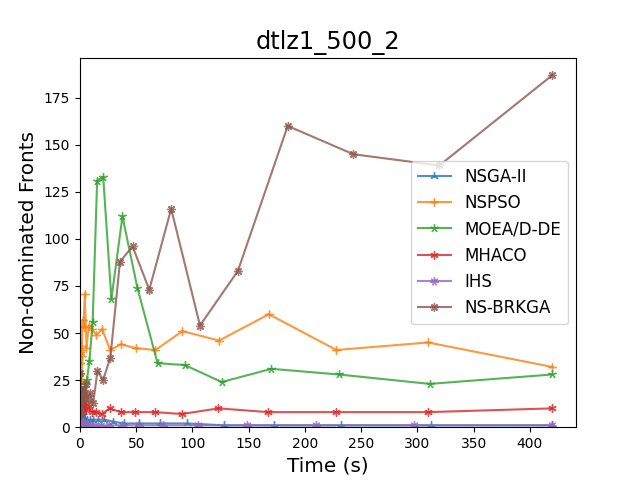 dtlz1_500_2
Non-dominated Fronts
175
150
125
100
75
50
25
0
NSGA-II
NSPSO
MOEA/D-DE
MHACO
IHS
NS-BRKGA
0 50 100 150 200 250 300 350 400
Time (s)